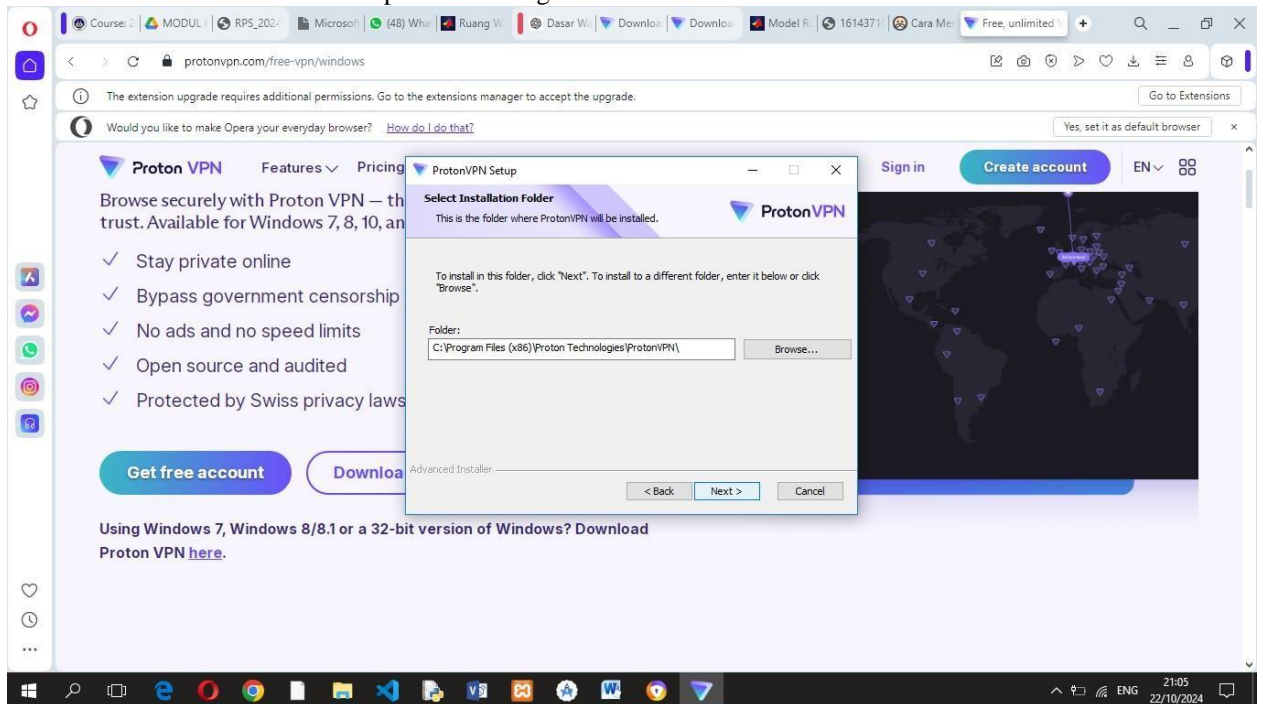 Course: 2
MODUL
RPS_2024
Microsof
(48) What
Ruang W
Dasar Wi
Downloa
Downloa
Model R
1614371
Cara Me
Free, unlimited
protonvpn.com/free-vpn/windows
The extension upgrade requires additional permissions. Go to the extensions manager to accept the upgrade.
Go to Extensions
Would you like to make Opera your everyday browser? How do I do that?
Yes, set it as default browser
Proton VPN Features Pricing
Sign in
Create account
EN
Browse securely with Proton VPN — th
trust. Available for Windows 7, 8, 10, an
Stay private online
Bypass government censorship
No ads and no speed limits
Open source and audited
Protected by Swiss privacy laws
Get free account
Downloa
Using Windows 7, Windows 8/8.1 or a 32-bit version of Windows? Download
Proton VPN here.
ProtonVPN Setup
Select Installation Folder
This is the folder where ProtonVPN will be installed.
ProtonVPN
To install in this folder, click "Next". To install to a different folder, enter it below or click
"Browse".
Folder:
C:\Program Files (x86)\Proton Technologies\ProtonVPN\
Browse...
Advanced Installer
< Back
Next >
Cancel
ENG
21:05
22/10/2024